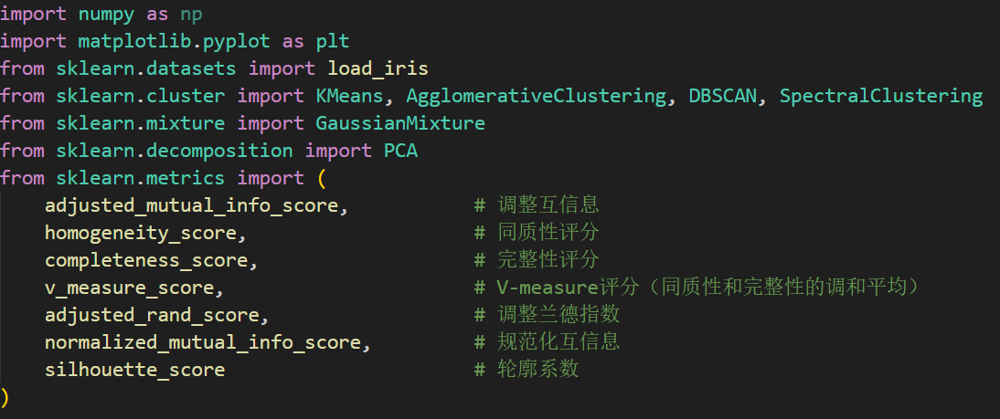 import numpy as np
import matplotlib.pyplot as plt
from sklearn.datasets import load_iris
from sklearn.cluster import KMeans, AgglomerativeClustering, DBSCAN, SpectralClustering
from sklearn.mixture import GaussianMixture
from sklearn.decomposition import PCA
from sklearn.metrics import (
    adjusted_mutual_info_score,           # 调整互信息
    homogeneity_score,                    # 同质性评分
    completeness_score,                   # 完整性评分
    v_measure_score,                      # V-measure评分（同质性和完整性的调和平均）
    adjusted_rand_score,                  # 调整兰德指数
    normalized_mutual_info_score,         # 规范化互信息
    silhouette_score                      # 轮廓系数
)